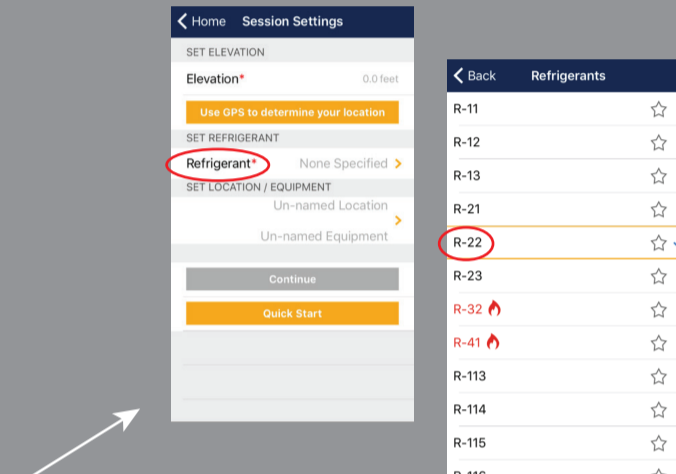 Home Session Settings
SET ELEVATION
Elevation* 0.0 feet
Use GPS to determine your location
SET REFRIGERANT
Refrigerant* None Specified
SET LOCATION / EQUIPMENT
Un-named Location
Un-named Equipment
Continue
Quick Start
Back Refrigerants
R-11
R-12
R-13
R-21
R-22
R-23
R-32
R-41
R-113
R-114
R-115